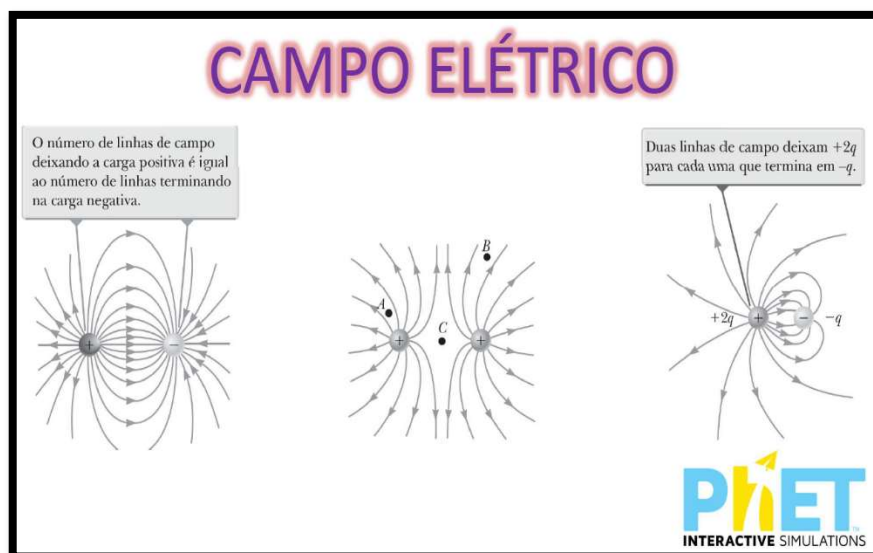 CAMPO ELÉTRICO
O número de linhas de campo
deixando a carga positiva é igual
ao número de linhas terminando
na carga negativa.
+
−
A
B
C
+
+
Duas linhas de campo deixam +2q
para cada uma que termina em −q.
+2q
+
−
−q
PhET
INTERACTIVE SIMULATIONS